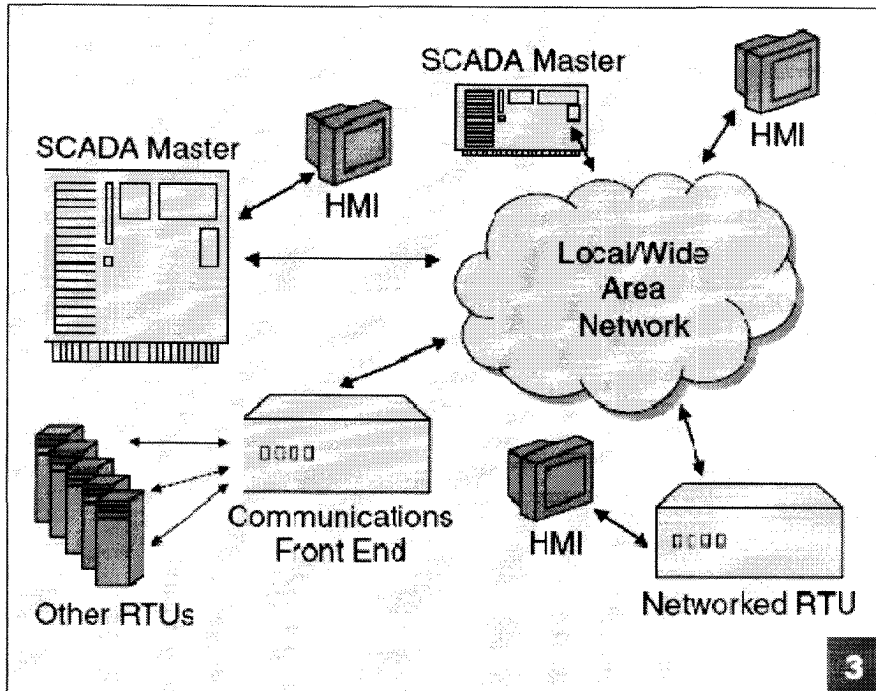 SCADA Master
HMI
SCADA Master
HMI
Local/Wide
Area
Network
Communications
Front End
Other RTUs
HMI
Networked RTU
3